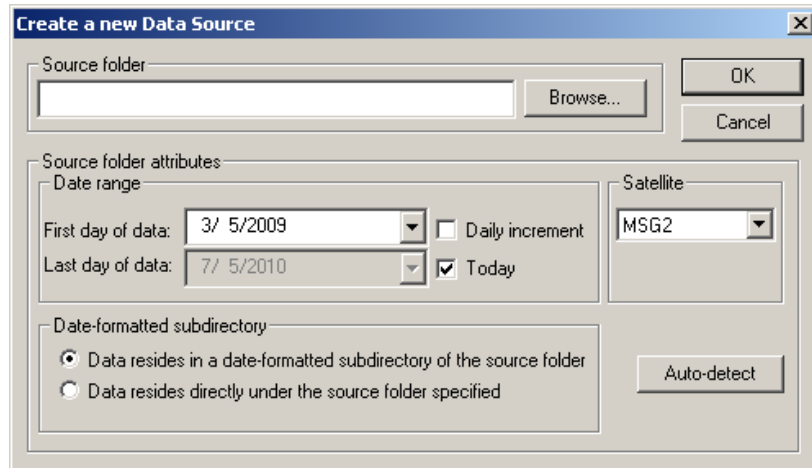 Create a new Data Source
Source folder
Browse...
OK
Cancel
Source folder attributes
Date range
First day of data: 3/ 5/2009 Daily increment
Last day of data: 7/ 5/2010 Today
Satellite
MSG2
Date-formatted subdirectory
Data resides in a date-formatted subdirectory of the source folder
Data resides directly under the source folder specified
Auto-detect